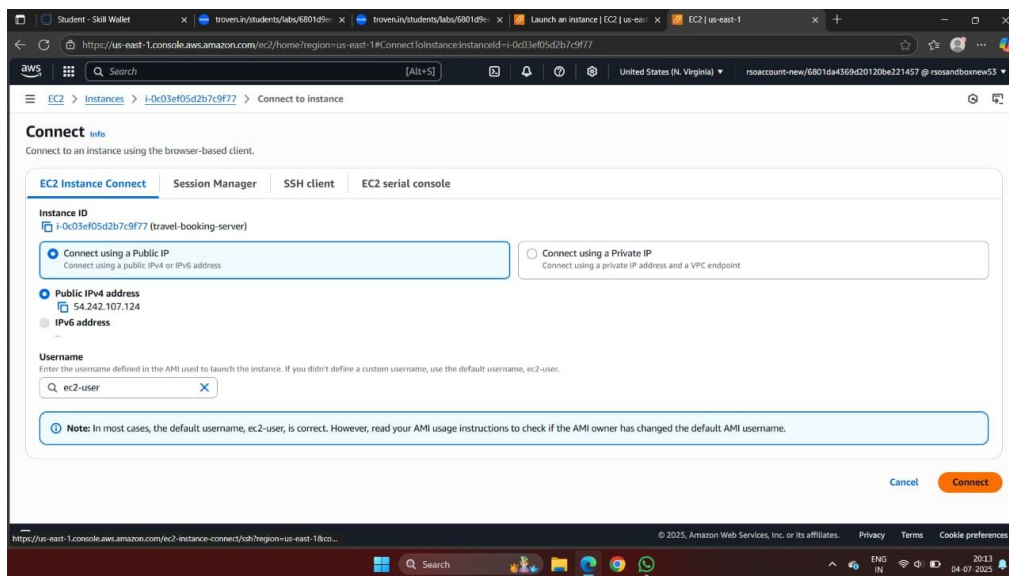 Student - Skill Wallet
troven.in/students/labs/6801d9e
troven.in/students/labs/6801d9e
Launch an instance | EC2 | us-eas
EC2 | us-east-1
https://us-east-1.console.aws.amazon.com/ec2/home?region=us-east-1#ConnectToInstance:instanceId=i-0c03ef05d2b7c9f77
aws
Search
[Alt+S]
United States (N. Virginia)
rsoaccount-new/6801da4369d20120be221457 @ rsosandboxnew53
EC2 > Instances > i-0c03ef05d2b7c9f77 > Connect to instance
Connect Info
Connect to an instance using the browser-based client.
EC2 Instance Connect
Session Manager
SSH client
EC2 serial console
Instance ID
i-0c03ef05d2b7c9f77 (travel-booking-server)
Connect using a Public IP
Connect using a public IPv4 or IPv6 address
Connect using a Private IP
Connect using a private IP address and a VPC endpoint
Public IPv4 address
54.242.107.124
IPv6 address
–
Username
Enter the username defined in the AMI used to launch the instance. If you didn't define a custom username, use the default username, ec2-user.
ec2-user
Note: In most cases, the default username, ec2-user, is correct. However, read your AMI usage instructions to check if the AMI owner has changed the default AMI username.
Cancel
Connect
https://us-east-1.console.aws.amazon.com/ec2-instance-connect/ssh?region=us-east-1&co...
© 2025, Amazon Web Services, Inc. or its affiliates.
Privacy
Terms
Cookie preferences
Search
ENG
IN
20:13
04-07-2025